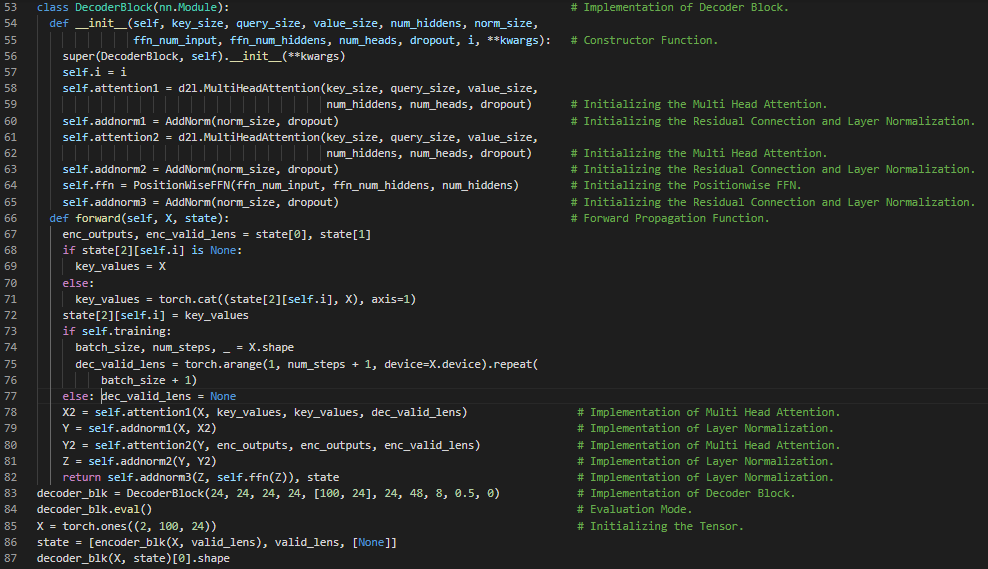 53 class DecoderBlock(nn.Module): # Implementation of Decoder Block.
54 def __init__(self, key_size, query_size, value_size, num_hiddens, norm_size,
55 ffn_num_input, ffn_num_hiddens, num_heads, dropout, i, **kwargs): # Constructor Function.
56 super(DecoderBlock, self).__init__(**kwargs)
57 self.i = i
58 self.attention1 = d2l.MultiHeadAttention(key_size, query_size, value_size,
59 num_hiddens, num_heads, dropout) # Initializing the Multi Head Attention.
60 self.addnorm1 = AddNorm(norm_size, dropout) # Initializing the Residual Connection and Layer Normalization.
61 self.attention2 = d2l.MultiHeadAttention(key_size, query_size, value_size,
62 num_hiddens, num_heads, dropout) # Initializing the Multi Head Attention.
63 self.addnorm2 = AddNorm(norm_size, dropout) # Initializing the Residual Connection and Layer Normalization.
64 self.ffn = PositionWiseFFN(ffn_num_input, ffn_num_hiddens, num_hiddens) # Initializing the Positionwise FFN.
65 self.addnorm3 = AddNorm(norm_size, dropout) # Initializing the Residual Connection and Layer Normalization.
66 def forward(self, X, state): # Forward Propagation Function.
67 enc_outputs, enc_valid_lens = state[0], state[1]
68 if state[2][self.i] is None:
69 key_values = X
70 else:
71 key_values = torch.cat((state[2][self.i], X), axis=1)
72 state[2][self.i] = key_values
73 if self.training:
74 batch_size, num_steps, _ = X.shape
75 dec_valid_lens = torch.arange(1, num_steps + 1, device=X.device).repeat(
76 batch_size + 1)
77 else: dec_valid_lens = None
78 X2 = self.attention1(X, key_values, key_values, dec_valid_lens) # Implementation of Multi Head Attention.
79 Y = self.addnorm1(X, X2) # Implementation of Layer Normalization.
80 Y2 = self.attention2(Y, enc_outputs, enc_outputs, enc_valid_lens) # Implementation of Multi Head Attention.
81 Z = self.addnorm2(Y, Y2) # Implementation of Layer Normalization.
82 return self.addnorm3(Z, self.ffn(Z)), state # Implementation of Layer Normalization.
83 decoder_blk = DecoderBlock(24, 24, 24, 24, [100, 24], 24, 48, 8, 0.5, 0) # Implementation of Decoder Block.
84 decoder_blk.eval() # Evaluation Mode.
85 X = torch.ones((2, 100, 24)) # Initializing the Tensor.
86 state = [encoder_blk(X, valid_lens), valid_lens, [None]]
87 decoder_blk(X, state)[0].shape